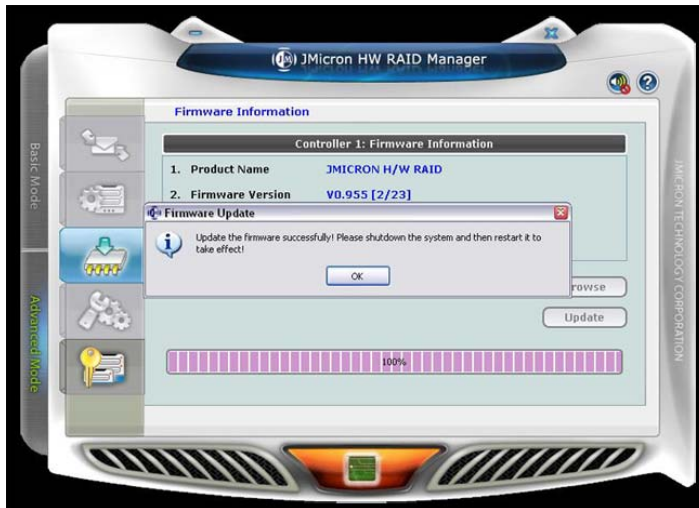 JMicron HW RAID Manager
Firmware Information
Controller 1: Firmware Information
1. Product Name JMICRON H/W RAID
2. Firmware Version V0.955 [2/23]
Firmware Update
Update the firmware successfully! Please shutdown the system and then restart it to
take effect!
OK
rowse
Update
100%
Basic Mode
Advanced Mode
JMICRON TECHNOLOGY CORPORATION